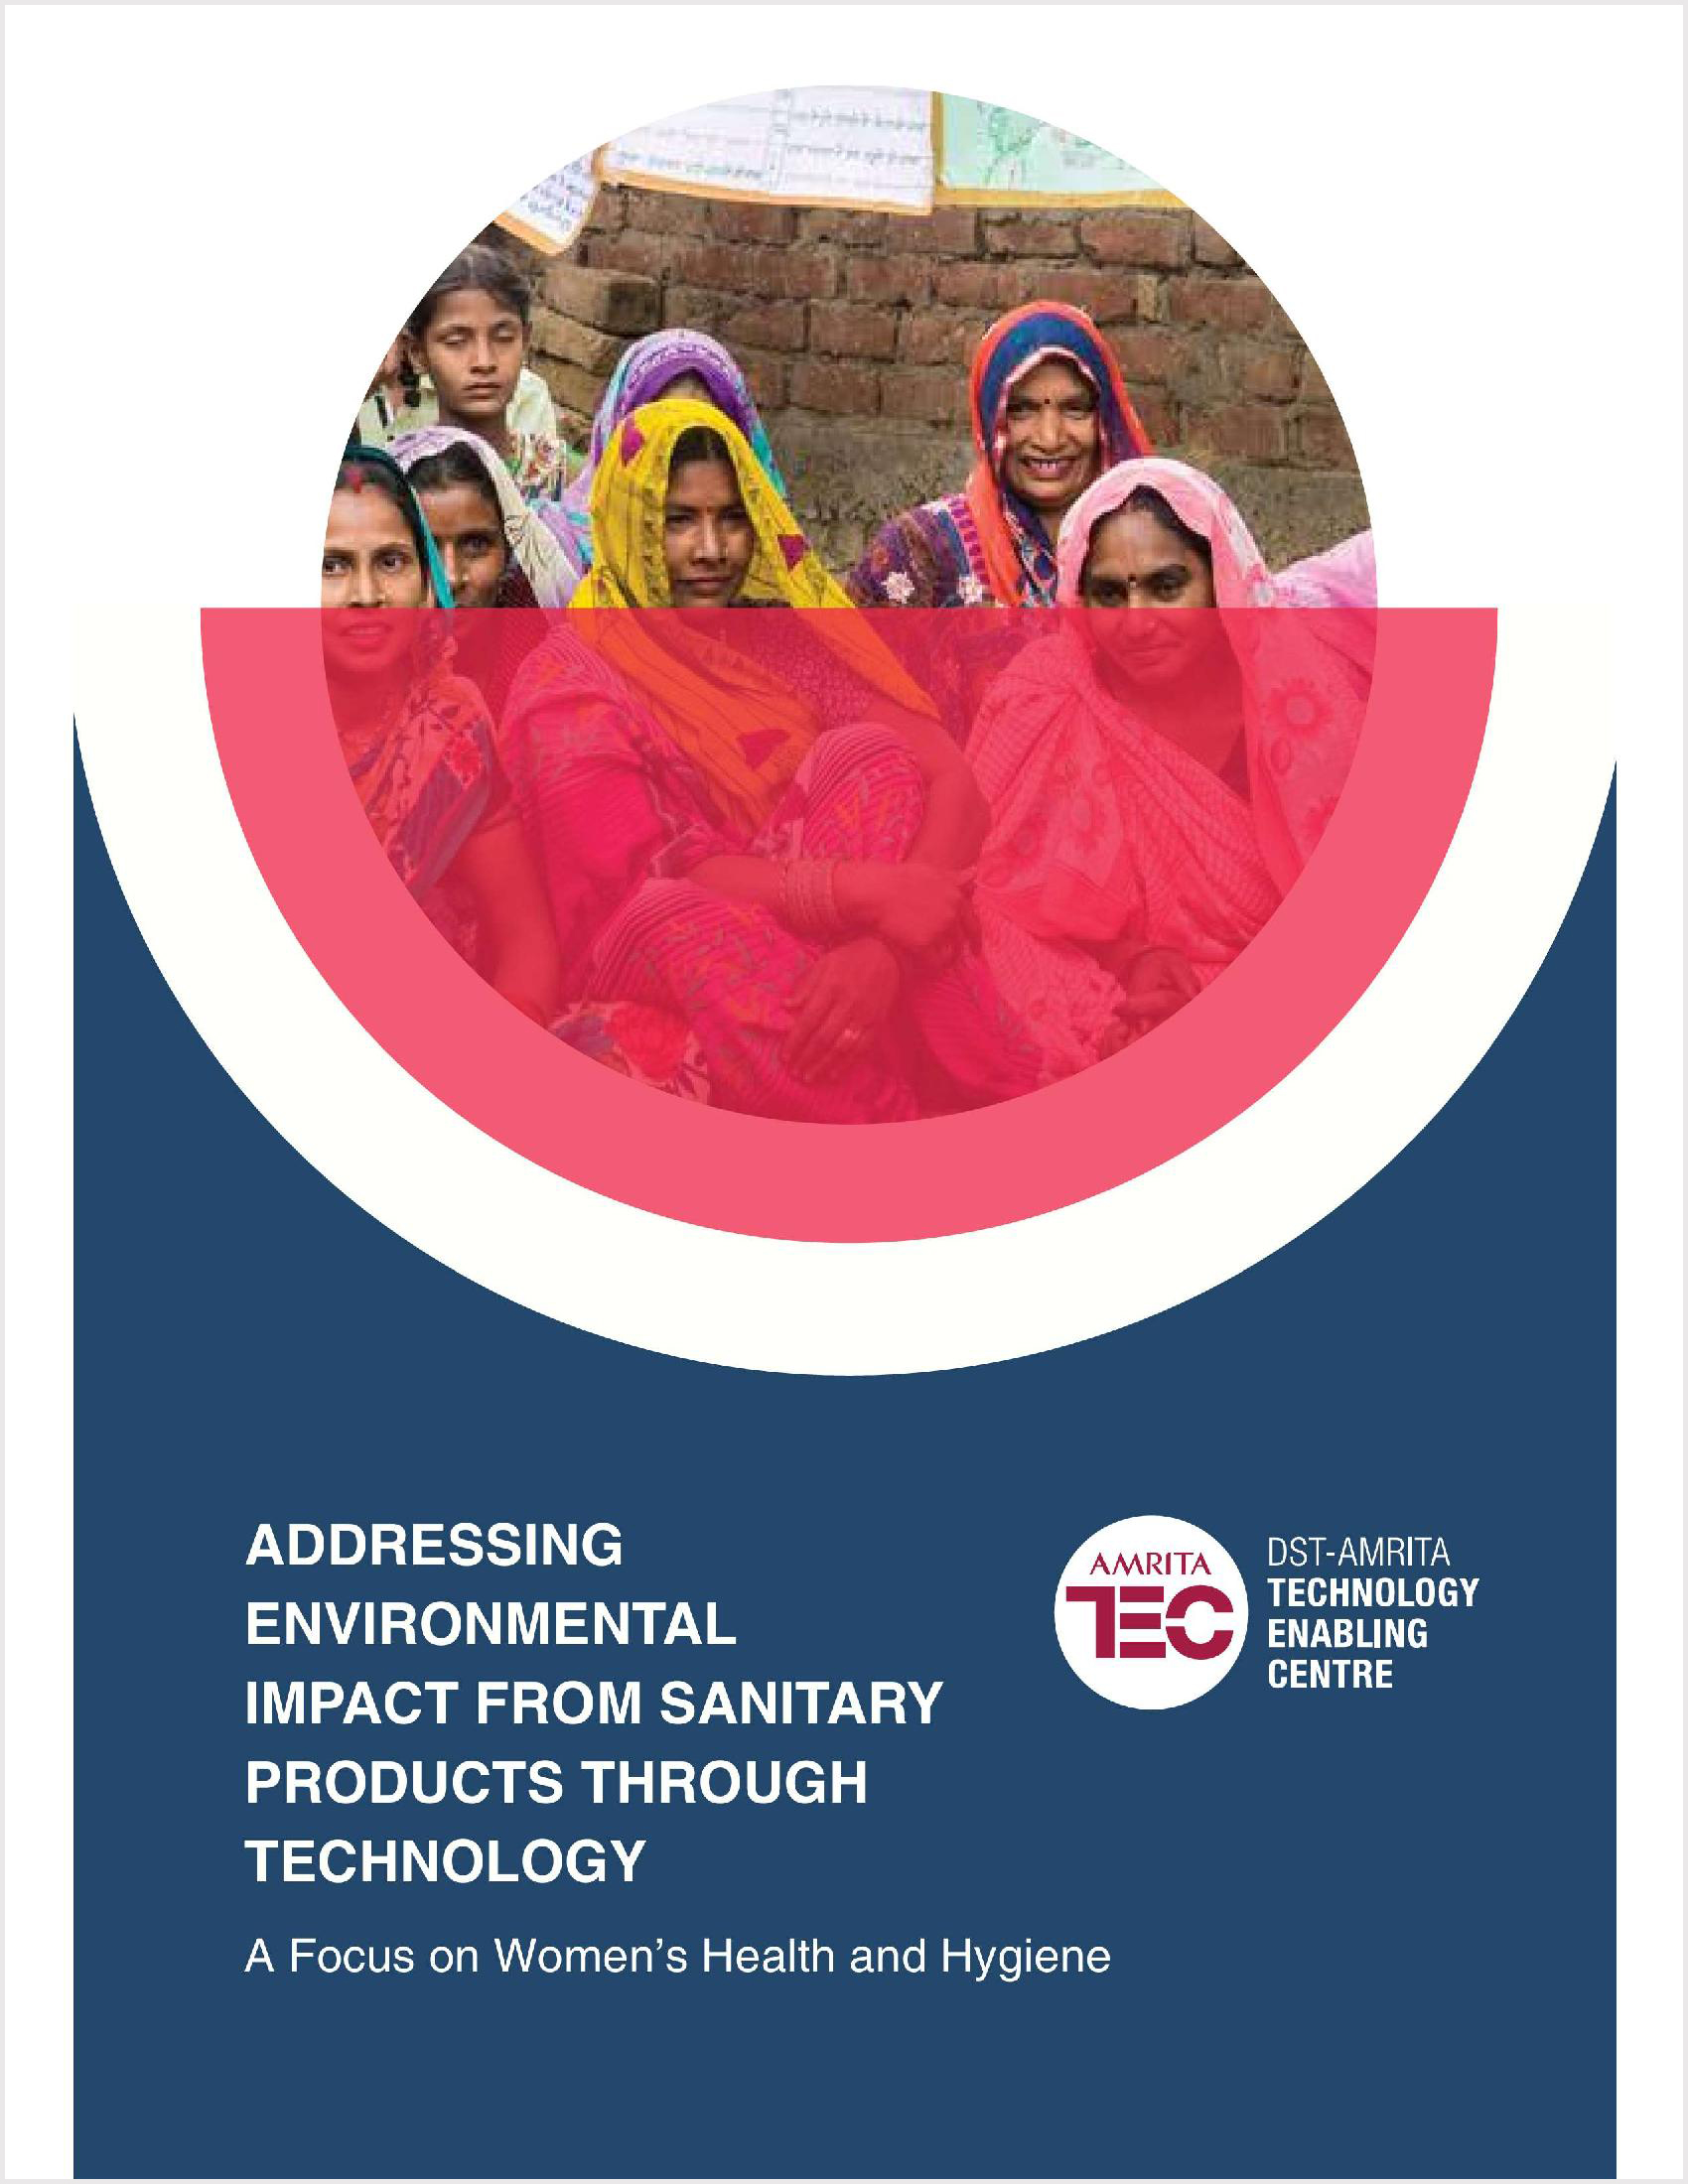 ADDRESSING
ENVIRONMENTAL
IMPACT FROM SANITARY
PRODUCTS THROUGH
TECHNOLOGY
A Focus on Women’s Health and Hygiene
AMRITA
TEC
DST-AMRITA
TECHNOLOGY
ENABLING
CENTRE